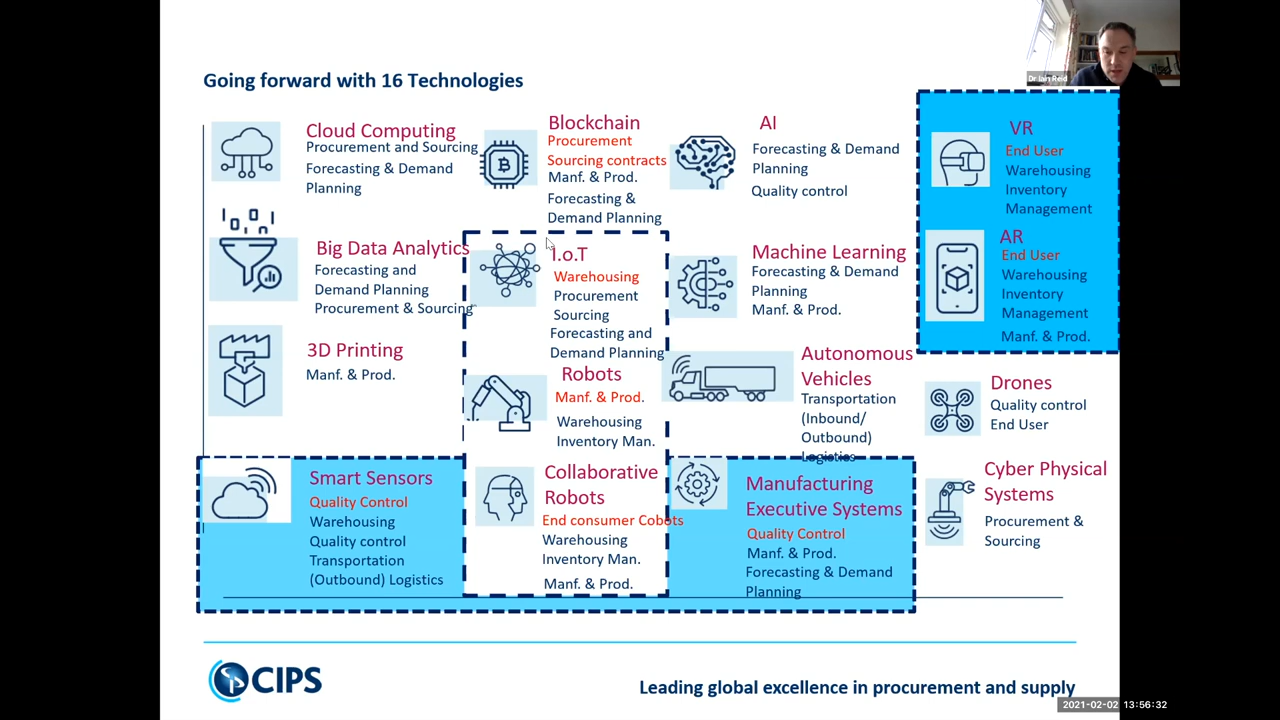 Going forward with 16 Technologies
Dr Iain Reid
Cloud Computing
Procurement and Sourcing
Forecasting & Demand
Planning
Blockchain
Procurement
Sourcing contracts
Manf. & Prod.
Forecasting &
Demand Planning
AI
Forecasting & Demand
Planning
Quality control
VR
End User
Warehousing
Inventory
Management
Big Data Analytics
Forecasting and
Demand Planning
Procurement & Sourcing
I.o.T
Warehousing
Procurement
Sourcing
Forecasting and
Demand Planning
Machine Learning
Forecasting & Demand
Planning
Manf. & Prod.
AR
End User
Warehousing
Inventory
Management
Manf. & Prod.
3D Printing
Manf. & Prod.
Robots
Manf. & Prod.
Warehousing
Inventory Man.
Autonomous
Vehicles
Transportation
(Inbound/
Outbound)
Logistics
Drones
Quality control
End User
Smart Sensors
Quality Control
Warehousing
Quality control
Transportation
(Outbound) Logistics
Collaborative
Robots
End consumer Cobots
Warehousing
Inventory Man.
Manf. & Prod.
Manufacturing
Executive Systems
Quality Control
Manf. & Prod.
Forecasting & Demand
Planning
Cyber Physical
Systems
Procurement &
Sourcing
CIPS
Leading global excellence in procurement and supply
2021-02-02 13:56:32